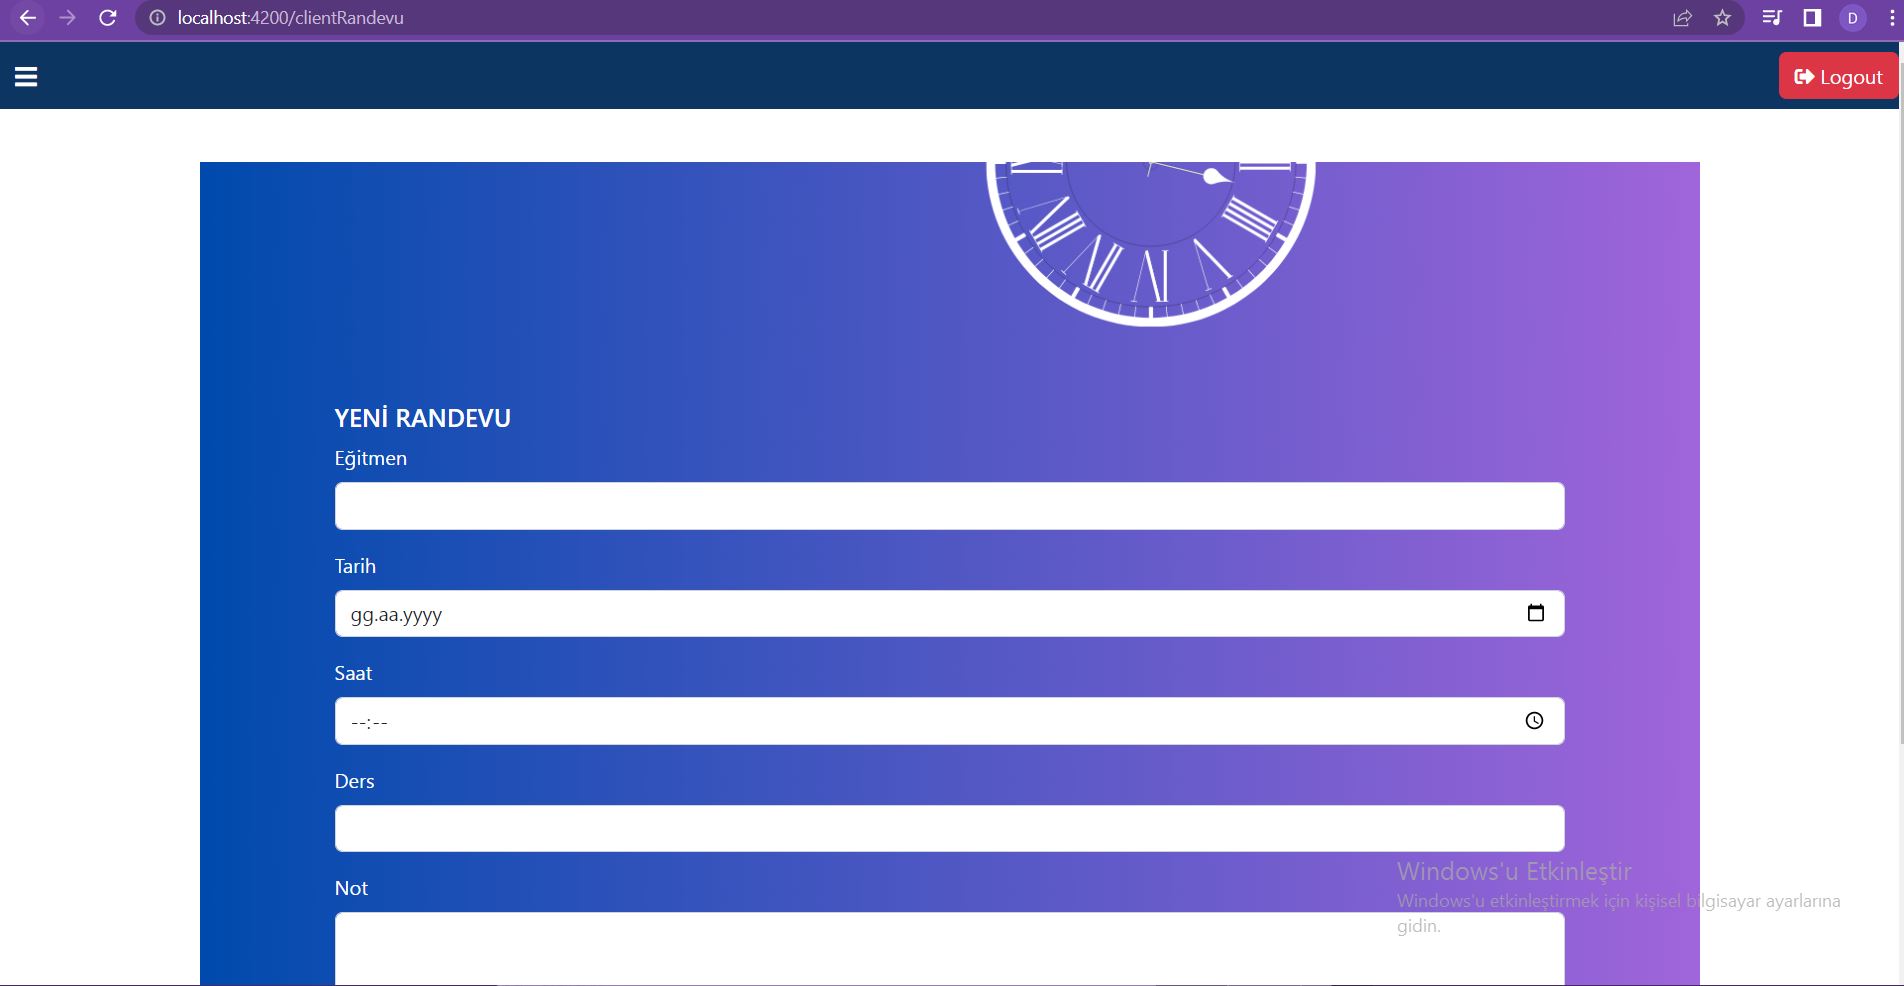 localhost:4200/clientRandevu
D
Logout
YENİ RANDEVU
Eğitmen
Tarih
gg.aa.yyyy
Saat
--:--
Ders
Not
Windows'u Etkinleştir
Windows'u etkinleştirmek için kişisel bilgisayar ayarlarına
gidin.